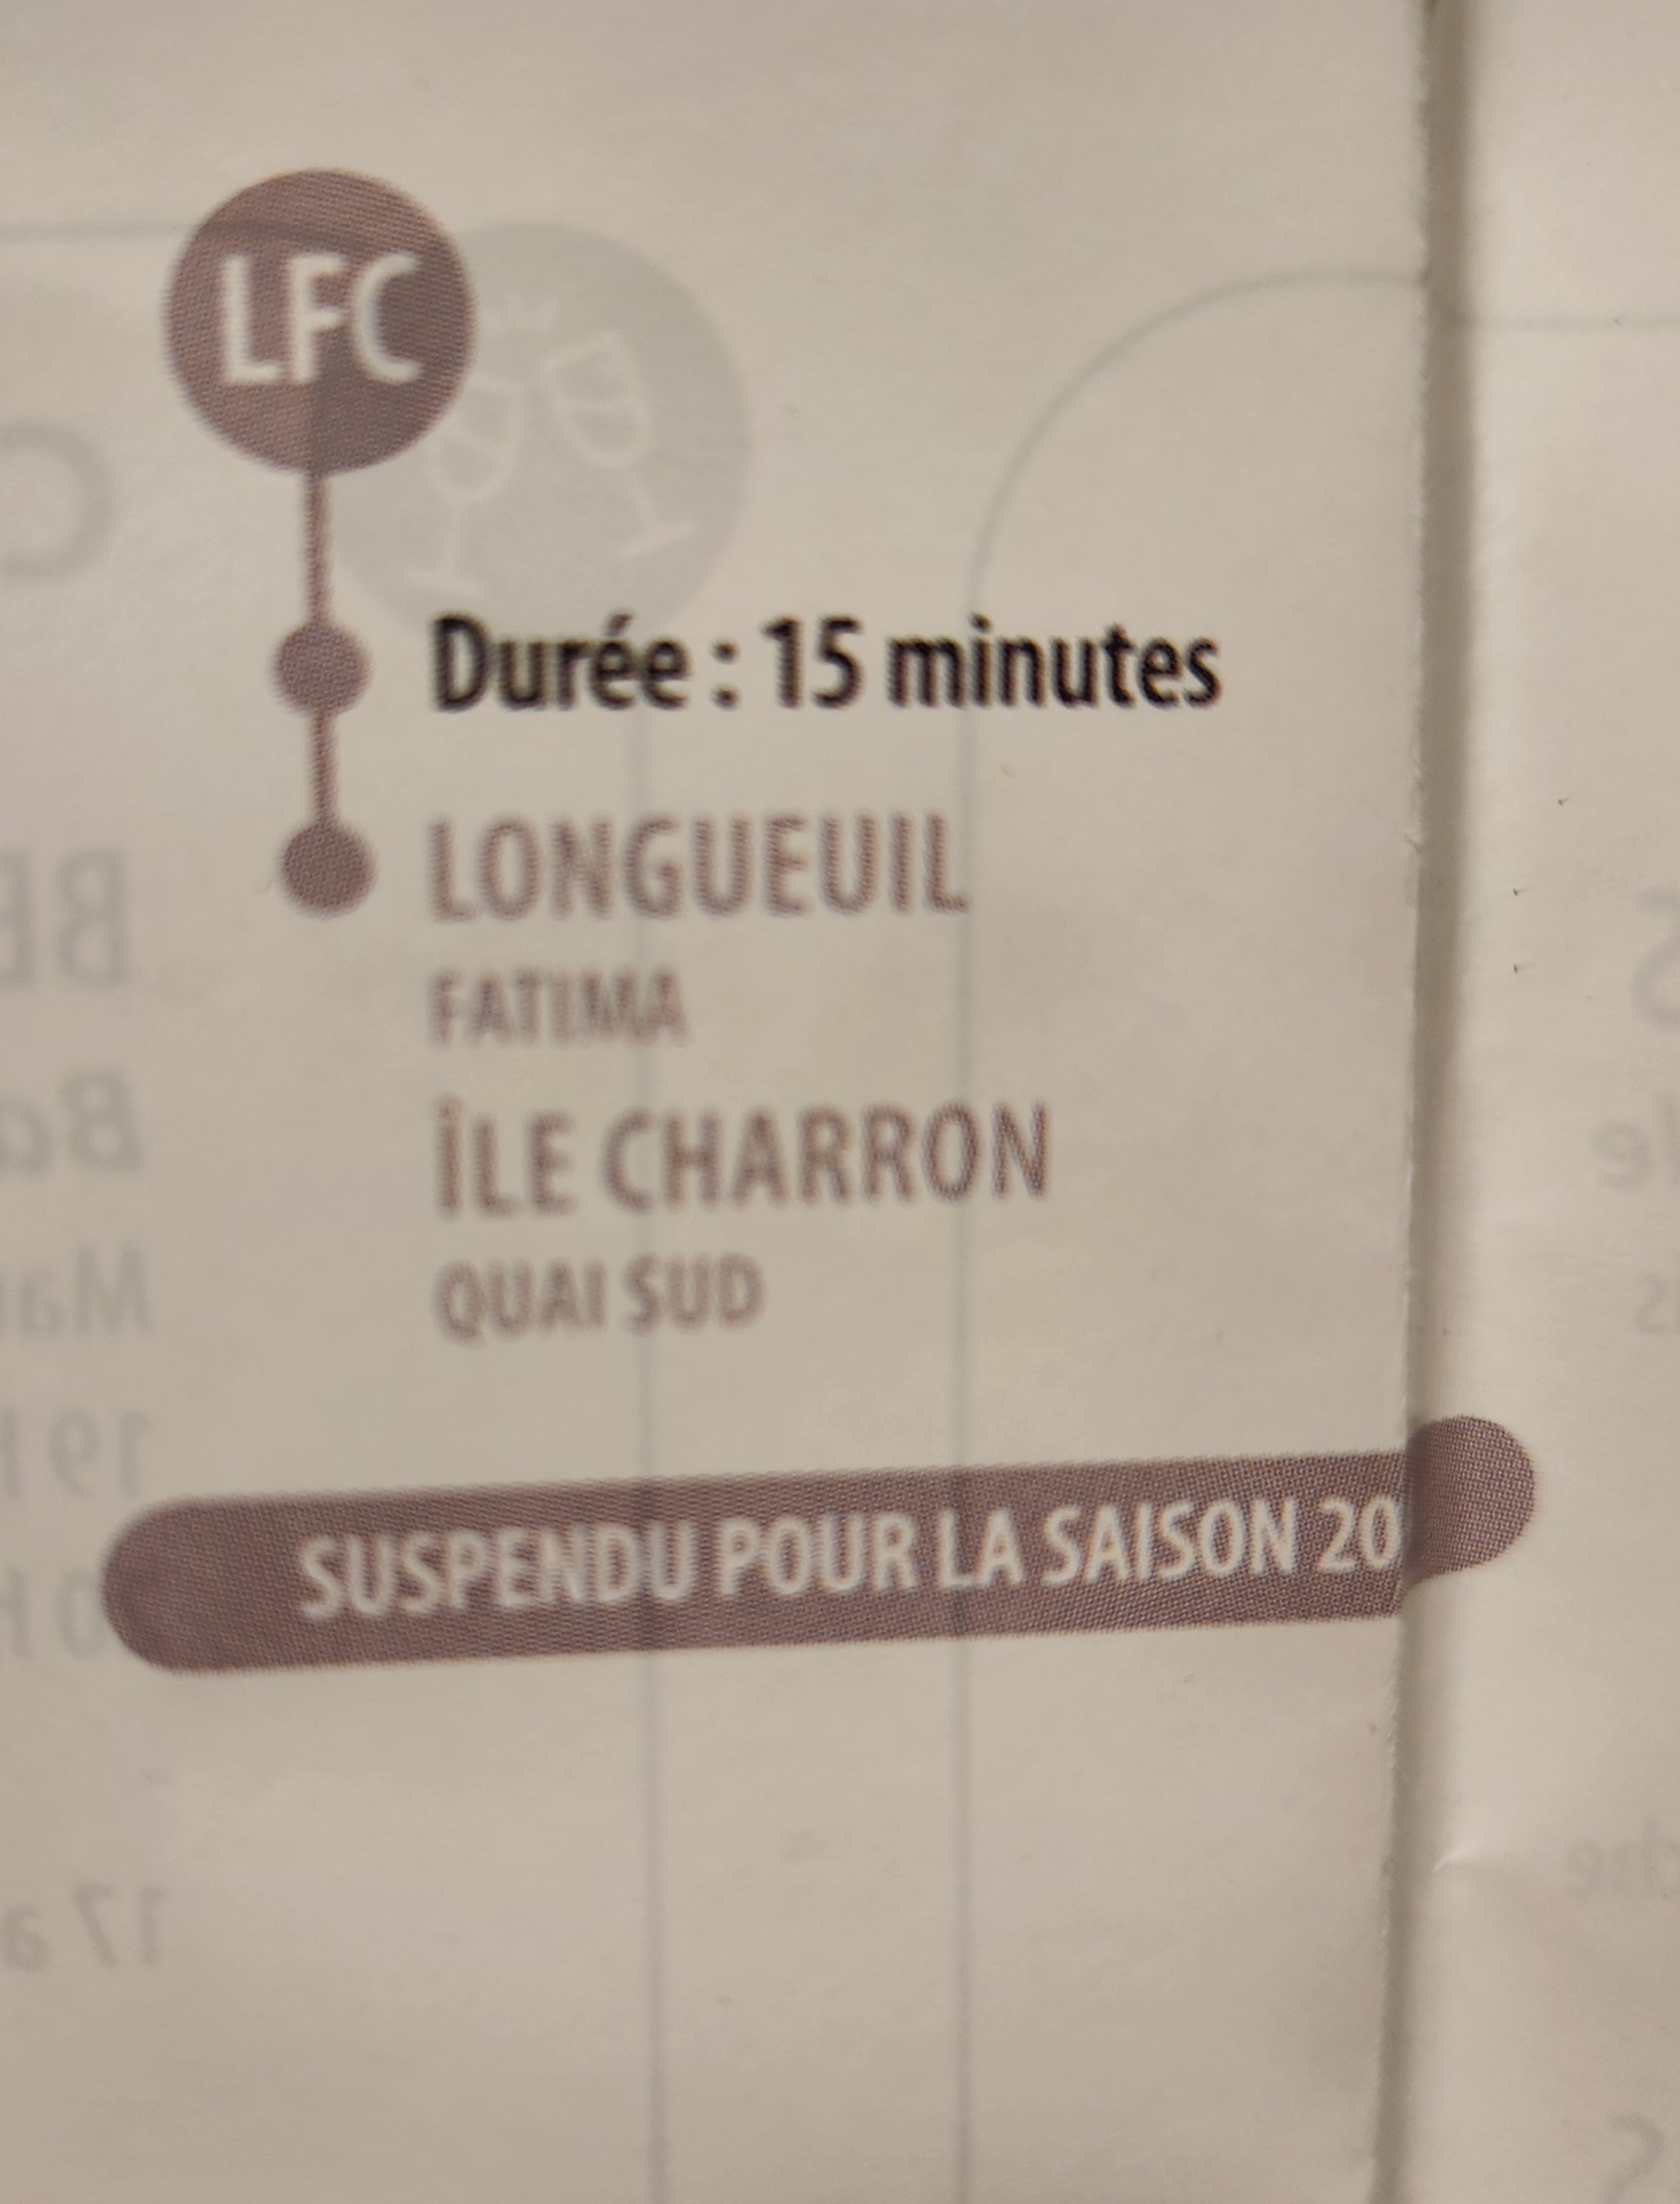 LFC
Durée : 15 minutes
LONGUEUIL
FATIMA
ÎLE CHARRON
QUAI SUD
SUSPENDU POUR LA SAISON 20